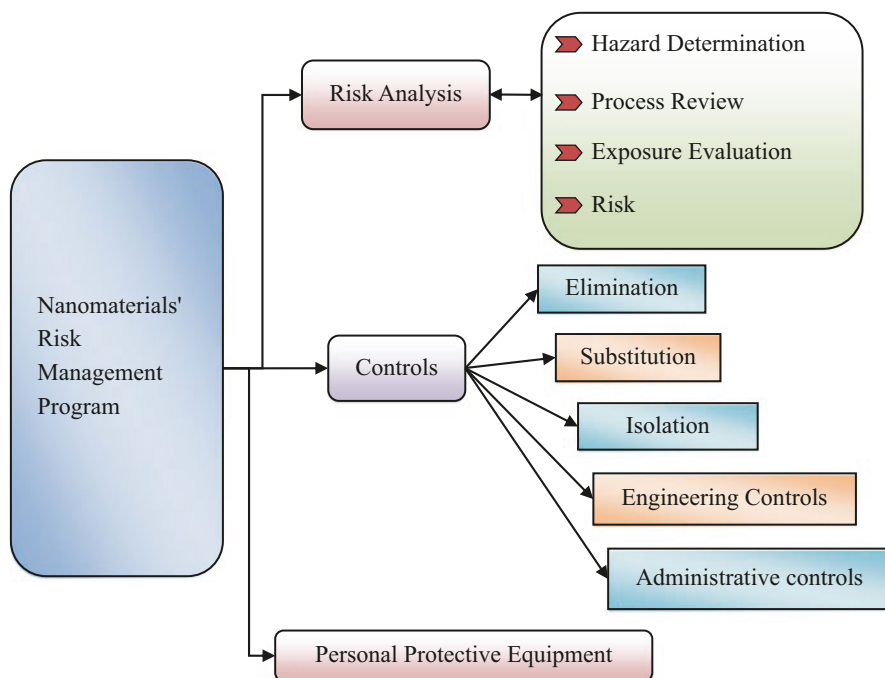 Nanomaterials'
Risk
Management
Program
Risk Analysis
Hazard Determination
Process Review
Exposure Evaluation
Risk
Controls
Elimination
Substitution
Isolation
Engineering Controls
Administrative controls
Personal Protective Equipment